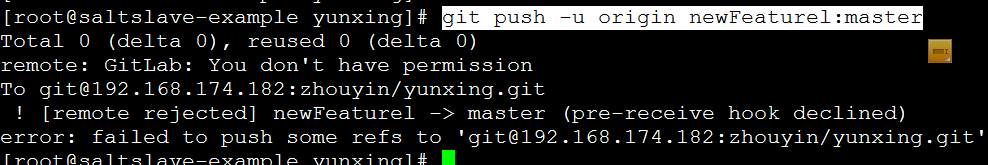 [root@saltslave-example yunxing]# git push -u origin newFeaturel:master
Total 0 (delta 0), reused 0 (delta 0)
remote: GitLab: You don't have permission
To git@192.168.174.182:zhouyin/yunxing.git
 ! [remote rejected] newFeaturel -> master (pre-receive hook declined)
error: failed to push some refs to 'git@192.168.174.182:zhouyin/yunxing.git'
[root@saltslave-example yunxing]#